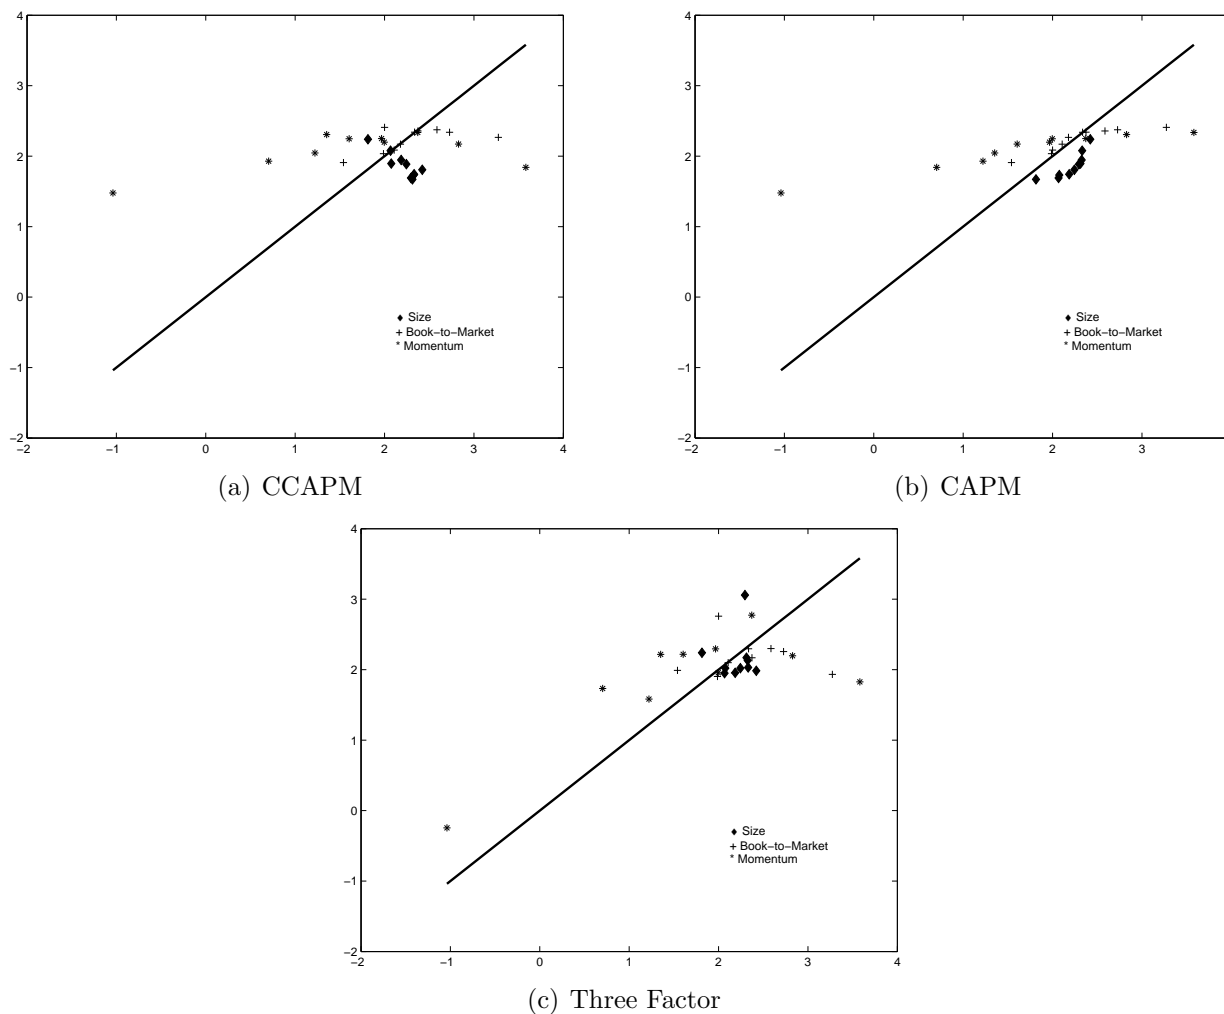 4
3
2
1
0
−1
−2
−2 −1 0 1 2 3 4
♦ Size
+ Book−to−Market
* Momentum
(a) CCAPM
4
3
2
1
0
−1
−2
−2 −1 0 1 2 3
♦ Size
+ Book−to−Market
* Momentum
(b) CAPM
4
3
2
1
0
−1
−2
−2 −1 0 1 2 3 4
♦ Size
+ Book−to−Market
* Momentum
(c) Three Factor